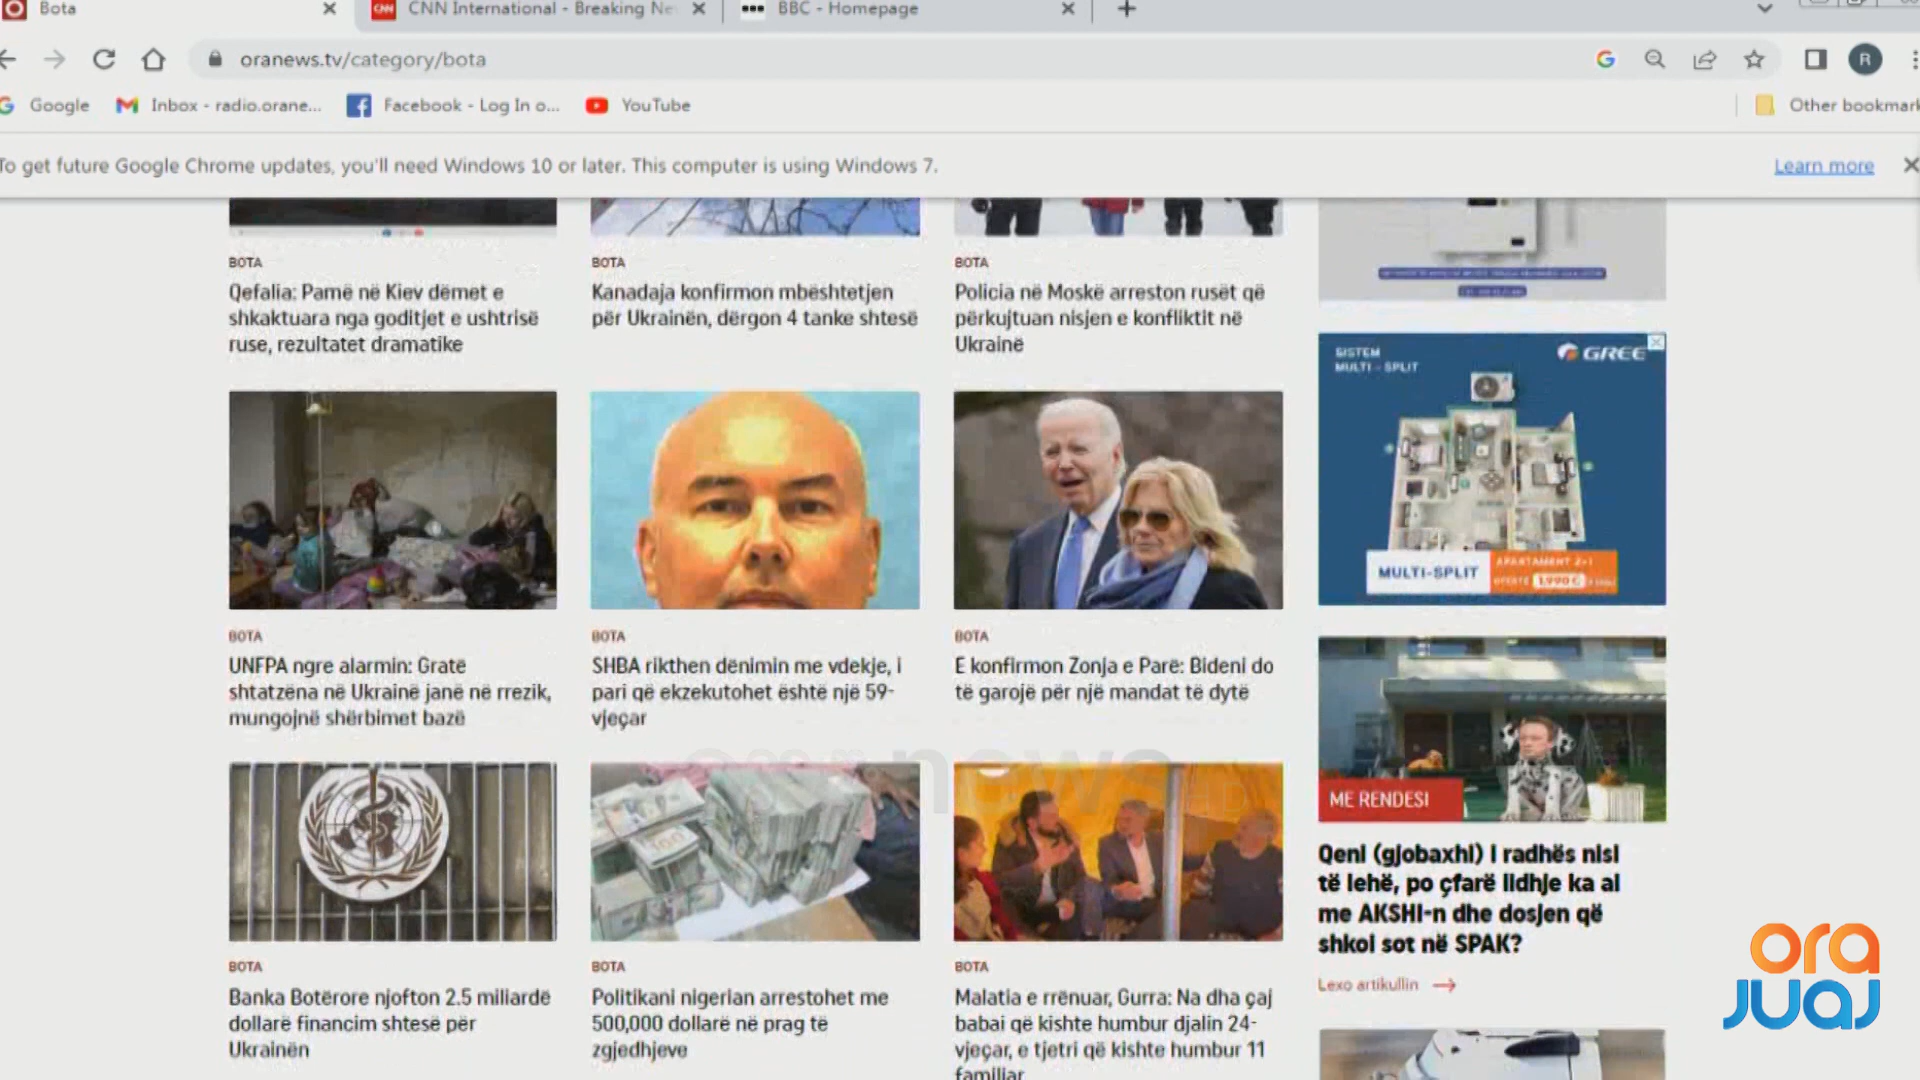 Bota
CNN International - Breaking Ne
BBC - Homepage
oranews.tv/category/bota
R
Google
Inbox - radio.orane...
Facebook - Log In o...
YouTube
Other bookmark
To get future Google Chrome updates, you'll need Windows 10 or later. This computer is using Windows 7.
Learn more
BOTA
Qefalia: Pamë në Kiev dëmet e
shkaktuara nga goditjet e ushtrisë
ruse, rezultatet dramatike
BOTA
Kanadaja konfirmon mbështetjen
për Ukrainën, dërgon 4 tanke shtesë
BOTA
Policia në Moskë arreston rusët që
përkujtuan nisjen e konfliktit në
Ukrainë
SISTEM
MULTI - SPLIT
GREE
MULTI-SPLIT
APARTAMENT 2+1
OFERTË 1.990 €
BOTA
UNFPA ngre alarmin: Gratë
shtatzëna në Ukrainë janë në rrezik,
mungojnë shërbimet bazë
BOTA
SHBA rikthen dënimin me vdekje, i
pari që ekzekutohet është një 59-
vjeçar
BOTA
E konfirmon Zonja e Parë: Bideni do
të garojë për një mandat të dytë
ora news HD
ME RENDESI
Qeni (gjobaxhi) i radhës nisi
të lehë, po çfarë lidhje ka ai
me AKSHI-n dhe dosjen që
shkoi sot në SPAK?
Lexo artikullin
BOTA
Banka Botërore njofton 2.5 miliardë
dollarë financim shtesë për
Ukrainën
BOTA
Politikani nigerian arrestohet me
500,000 dollarë në prag të
zgjedhjeve
BOTA
Malatia e rrënuar, Gurra: Na dha çaj
babai që kishte humbur djalin 24-
vjeçar, e tjetri që kishte humbur 11
familjar
ora
JUAJ